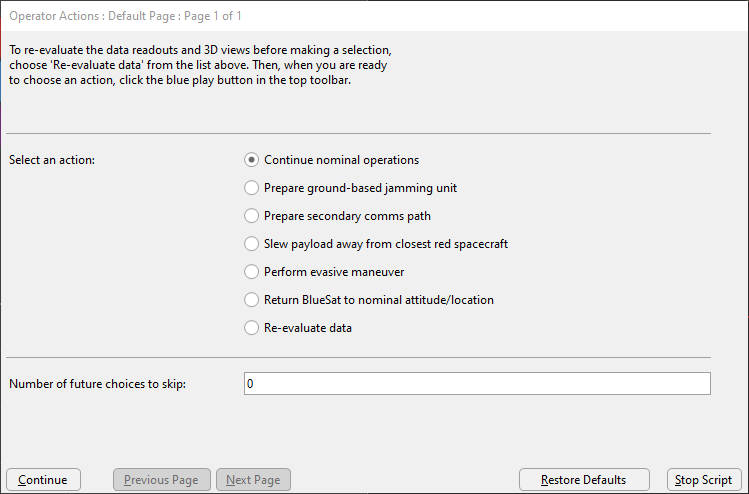 Operator Actions : Default Page : Page 1 of 1
To re-evaluate the data readouts and 3D views before making a selection,
choose 'Re-evaluate data' from the list above. Then, when you are ready
to choose an action, click the blue play button in the top toolbar.
Select an action:
Continue nominal operations
Prepare ground-based jamming unit
Prepare secondary comms path
Slew payload away from closest red spacecraft
Perform evasive maneuver
Return BlueSat to nominal attitude/location
Re-evaluate data
Number of future choices to skip: 0
Continue Previous Page Next Page Restore Defaults Stop Script